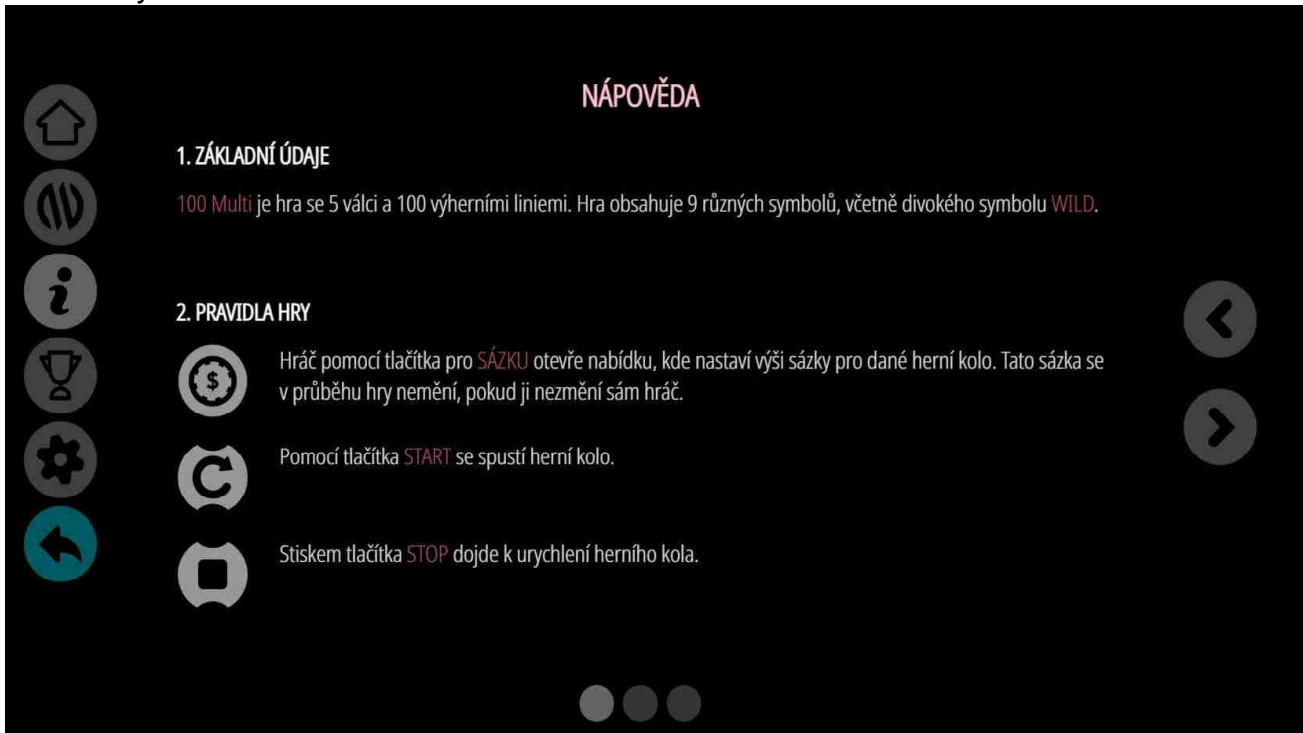 NÁPOVĚDA
1. ZÁKLADNÍ ÚDAJE
100 Multi je hra se 5 válci a 100 výherními liniemi. Hra obsahuje 9 různých symbolů, včetně divokého symbolu WILD.
2. PRAVIDLA HRY
Hráč pomocí tlačítka pro SÁZKU otevře nabídku, kde nastaví výši sázky pro dané herní kolo. Tato sázka se
v průběhu hry nemění, pokud ji nezmění sám hráč.
Pomocí tlačítka START se spustí herní kolo.
Stiskem tlačítka STOP dojde k urychlení herního kola.